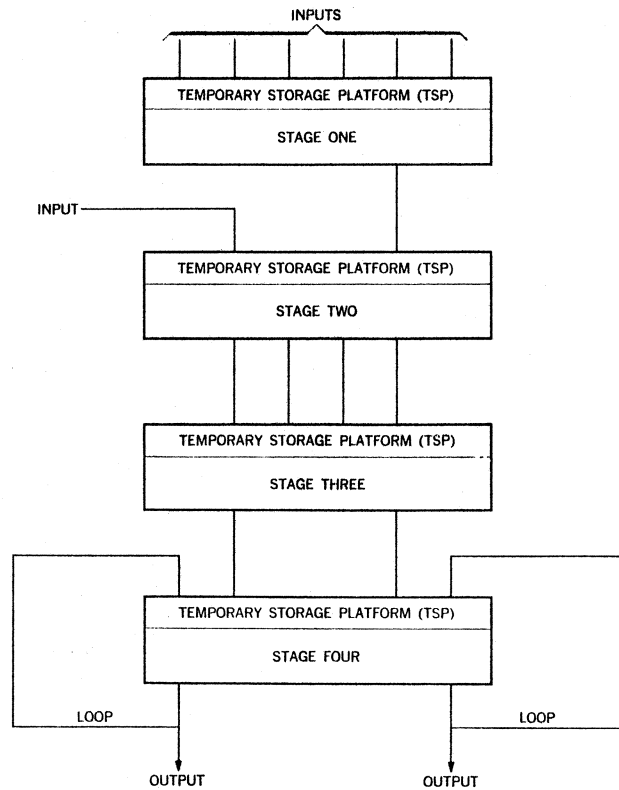 INPUTS
TEMPORARY STORAGE PLATFORM (TSP)
STAGE ONE
INPUT
TEMPORARY STORAGE PLATFORM (TSP)
STAGE TWO
TEMPORARY STORAGE PLATFORM (TSP)
STAGE THREE
TEMPORARY STORAGE PLATFORM (TSP)
STAGE FOUR
LOOP
LOOP
OUTPUT
OUTPUT